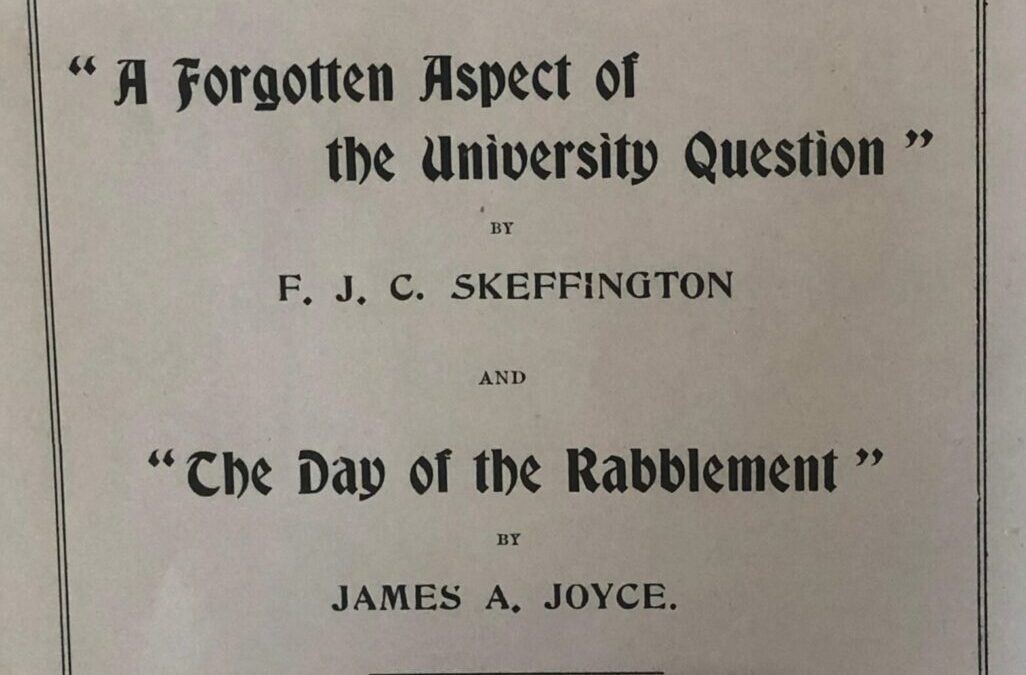 “ A Forgotten Aspect of
the University Question ”
BY
F. J. C. SKEFFINGTON
AND
“ The Day of the Rabblement ”
BY
JAMES A. JOYCE.